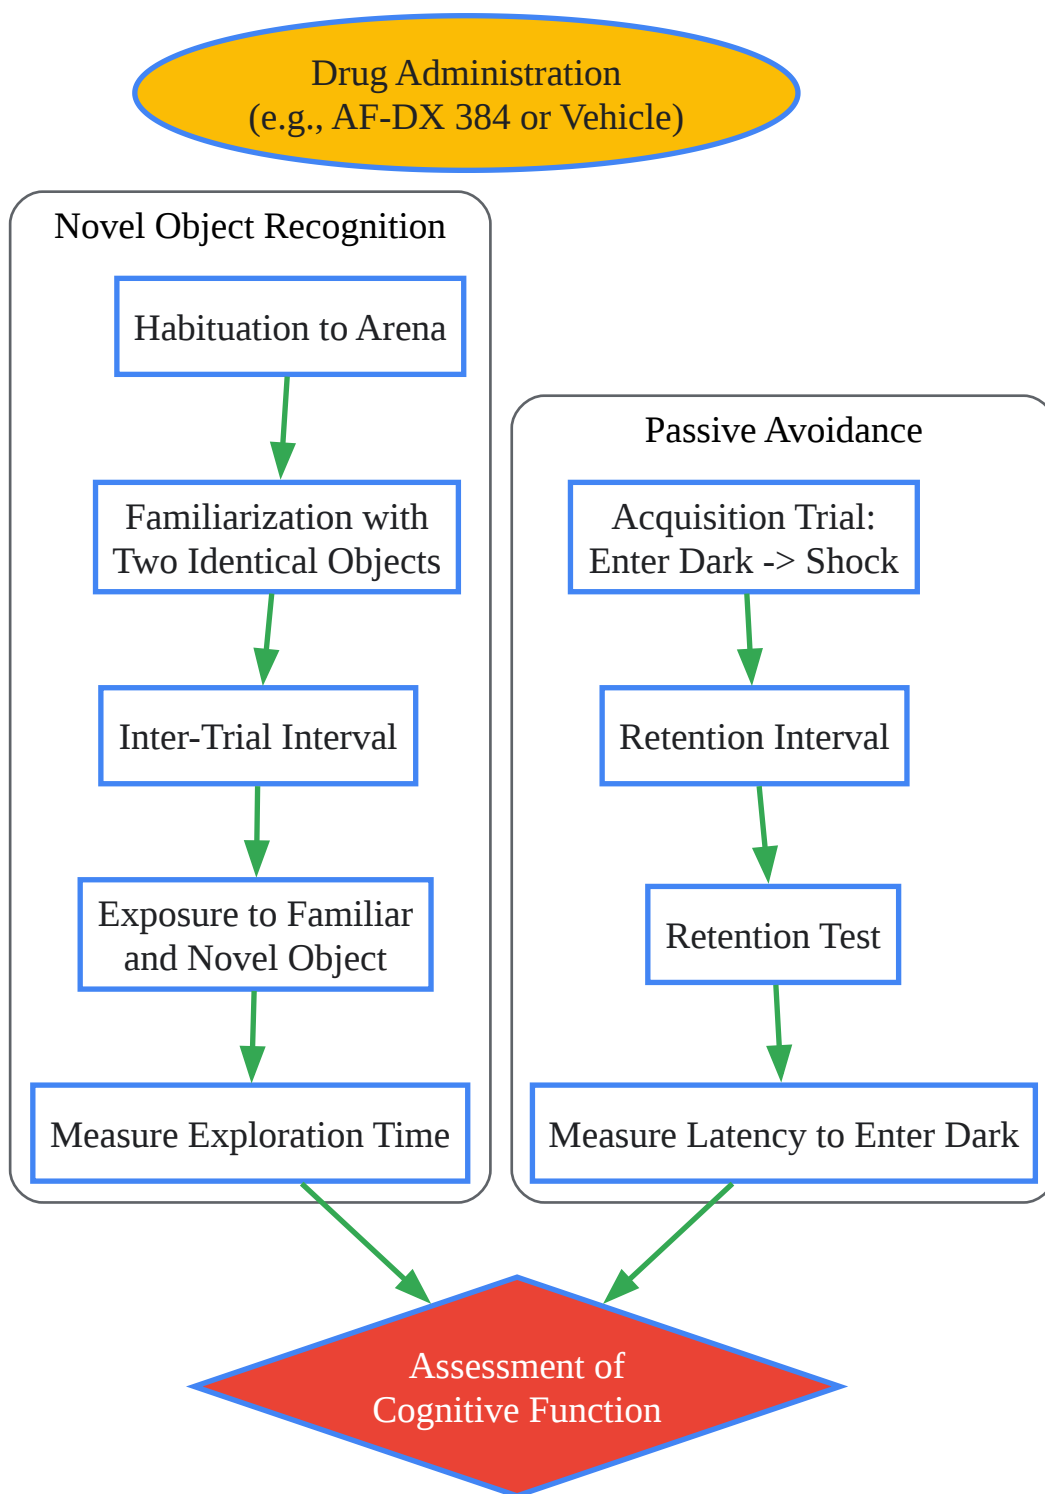 Drug Administration
(e.g., AF-DX 384 or Vehicle)
Novel Object Recognition
Habituation to Arena
Familiarization with
Two Identical Objects
Inter-Trial Interval
Exposure to Familiar
and Novel Object
Measure Exploration Time
Passive Avoidance
Acquisition Trial:
Enter Dark -> Shock
Retention Interval
Retention Test
Measure Latency to Enter Dark
Assessment of
Cognitive Function